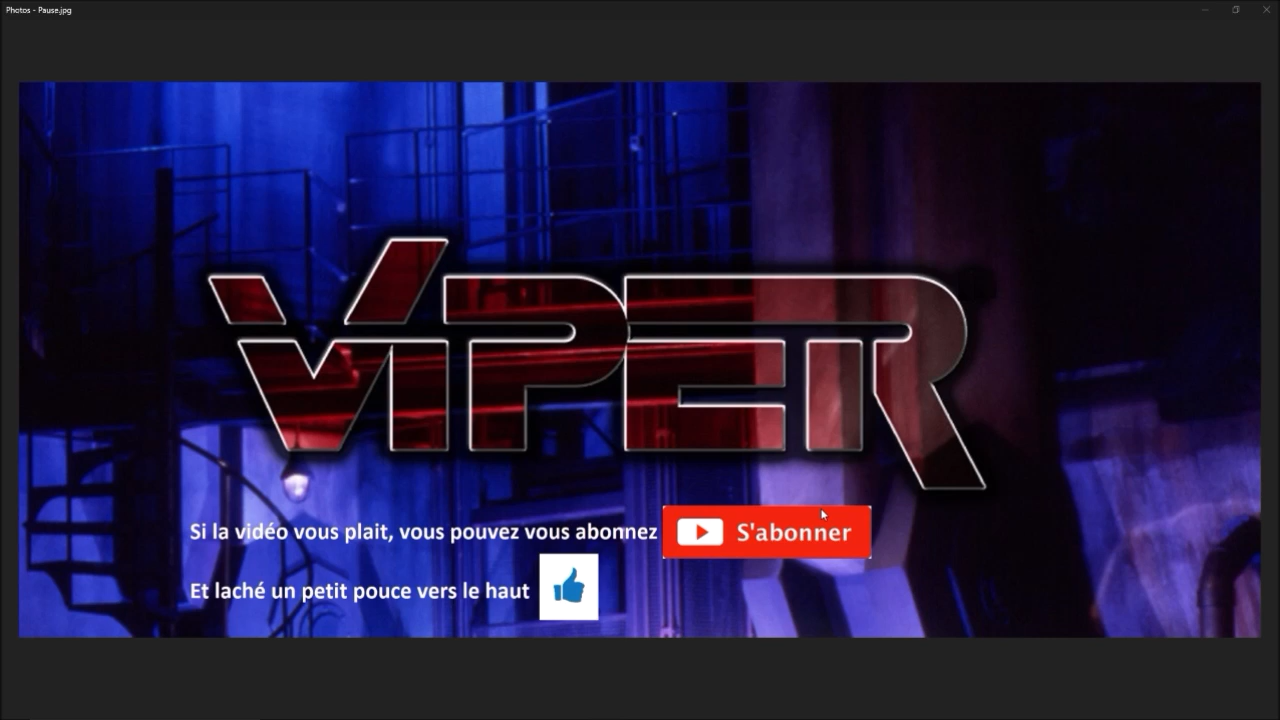 Photos - Pause.jpg
VIPER
Si la vidéo vous plait, vous pouvez vous abonnez S'abonner
Et laché un petit pouce vers le haut